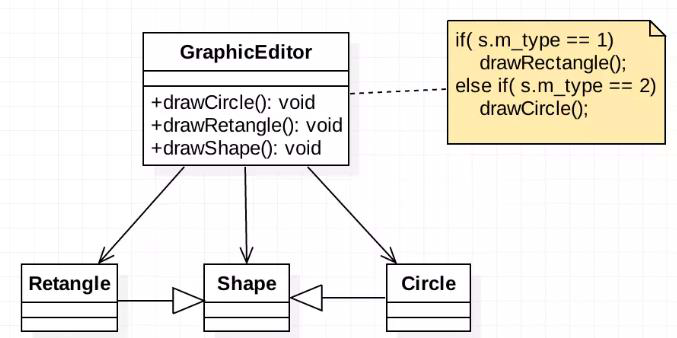 GraphicEditor
+drawCircle(): void
+drawRetangle(): void
+drawShape(): void
if( s.m_type == 1)
drawRectangle();
else if( s.m_type == 2)
drawCircle();
Retangle
Shape
Circle